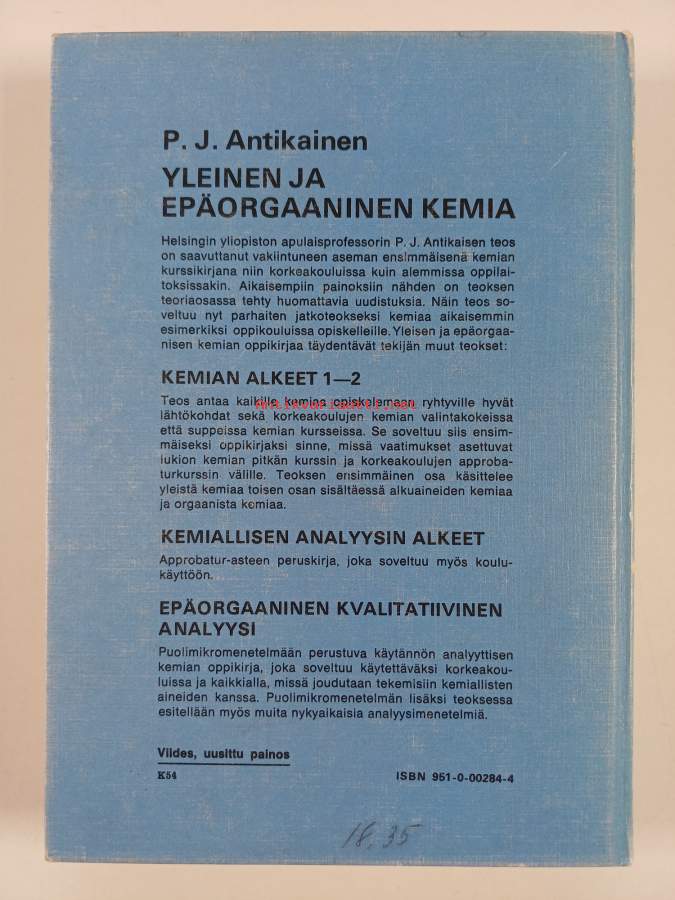 P. J. Antikainen
YLEINEN JA
EPÄORGAANINEN KEMIA
Helsingin yliopiston apulaisprofessorin P. J. Antikaisen teos
on saavuttanut vakiintuneen aseman ensimmäisenä kemian
kurssikirjana niin korkeakouluissa kuin alemmissa oppilai-
toksissakin. Aikaisempiin painoksiin nähden on teoksen
teoriaosassa tehty huomattavia uudistuksia. Näin teos so-
veltuu nyt parhaiten jatkoteokseksi kemiaa aikaisemmin
esimerkiksi oppikouluissa opiskelleille. Yleisen ja epäorgaa-
nisen kemian oppikirjaa täydentävät tekijän muut teokset:
KEMIAN ALKEET 1—2
Teos antaa kaikille kemiaa opiskelemaan ryhtyville hyvät
Antikvariaatti.net
lähtökohdat sekä korkeakoulujen kemian valintakokeissa
että suppeissa kemian kursseissa. Se soveltuu siis ensim-
mäiseksi oppikirjaksi sinne, missä vaatimukset asettuvat
lukion kemian pitkän kurssin ja korkeakoulujen approba-
turkurssin välille. Teoksen ensimmäinen osa käsittelee
yleistä kemiaa toisen osan sisältäessä alkuaineiden kemiaa
ja orgaanista kemiaa.
KEMIALLISEN ANALYYSIN ALKEET
Approbatur-asteen peruskirja, joka soveltuu myös koulu-
käyttöön.
EPÄORGAANINEN KVALITATIIVINEN
ANALYYSI
Puolimikromenetelmään perustuva käytännön analyyttisen
kemian oppikirja, joka soveltuu käytettäväksi korkeakou-
luissa ja kaikkialla, missä joudutaan tekemisiin kemiallisten
aineiden kanssa. Puolimikromenetelmän lisäksi teoksessa
esitellään myös muita nykyaikaisia analyysimenetelmiä.
Viides, uusittu painos
K54 ISBN 951-0-00284-4
18,35